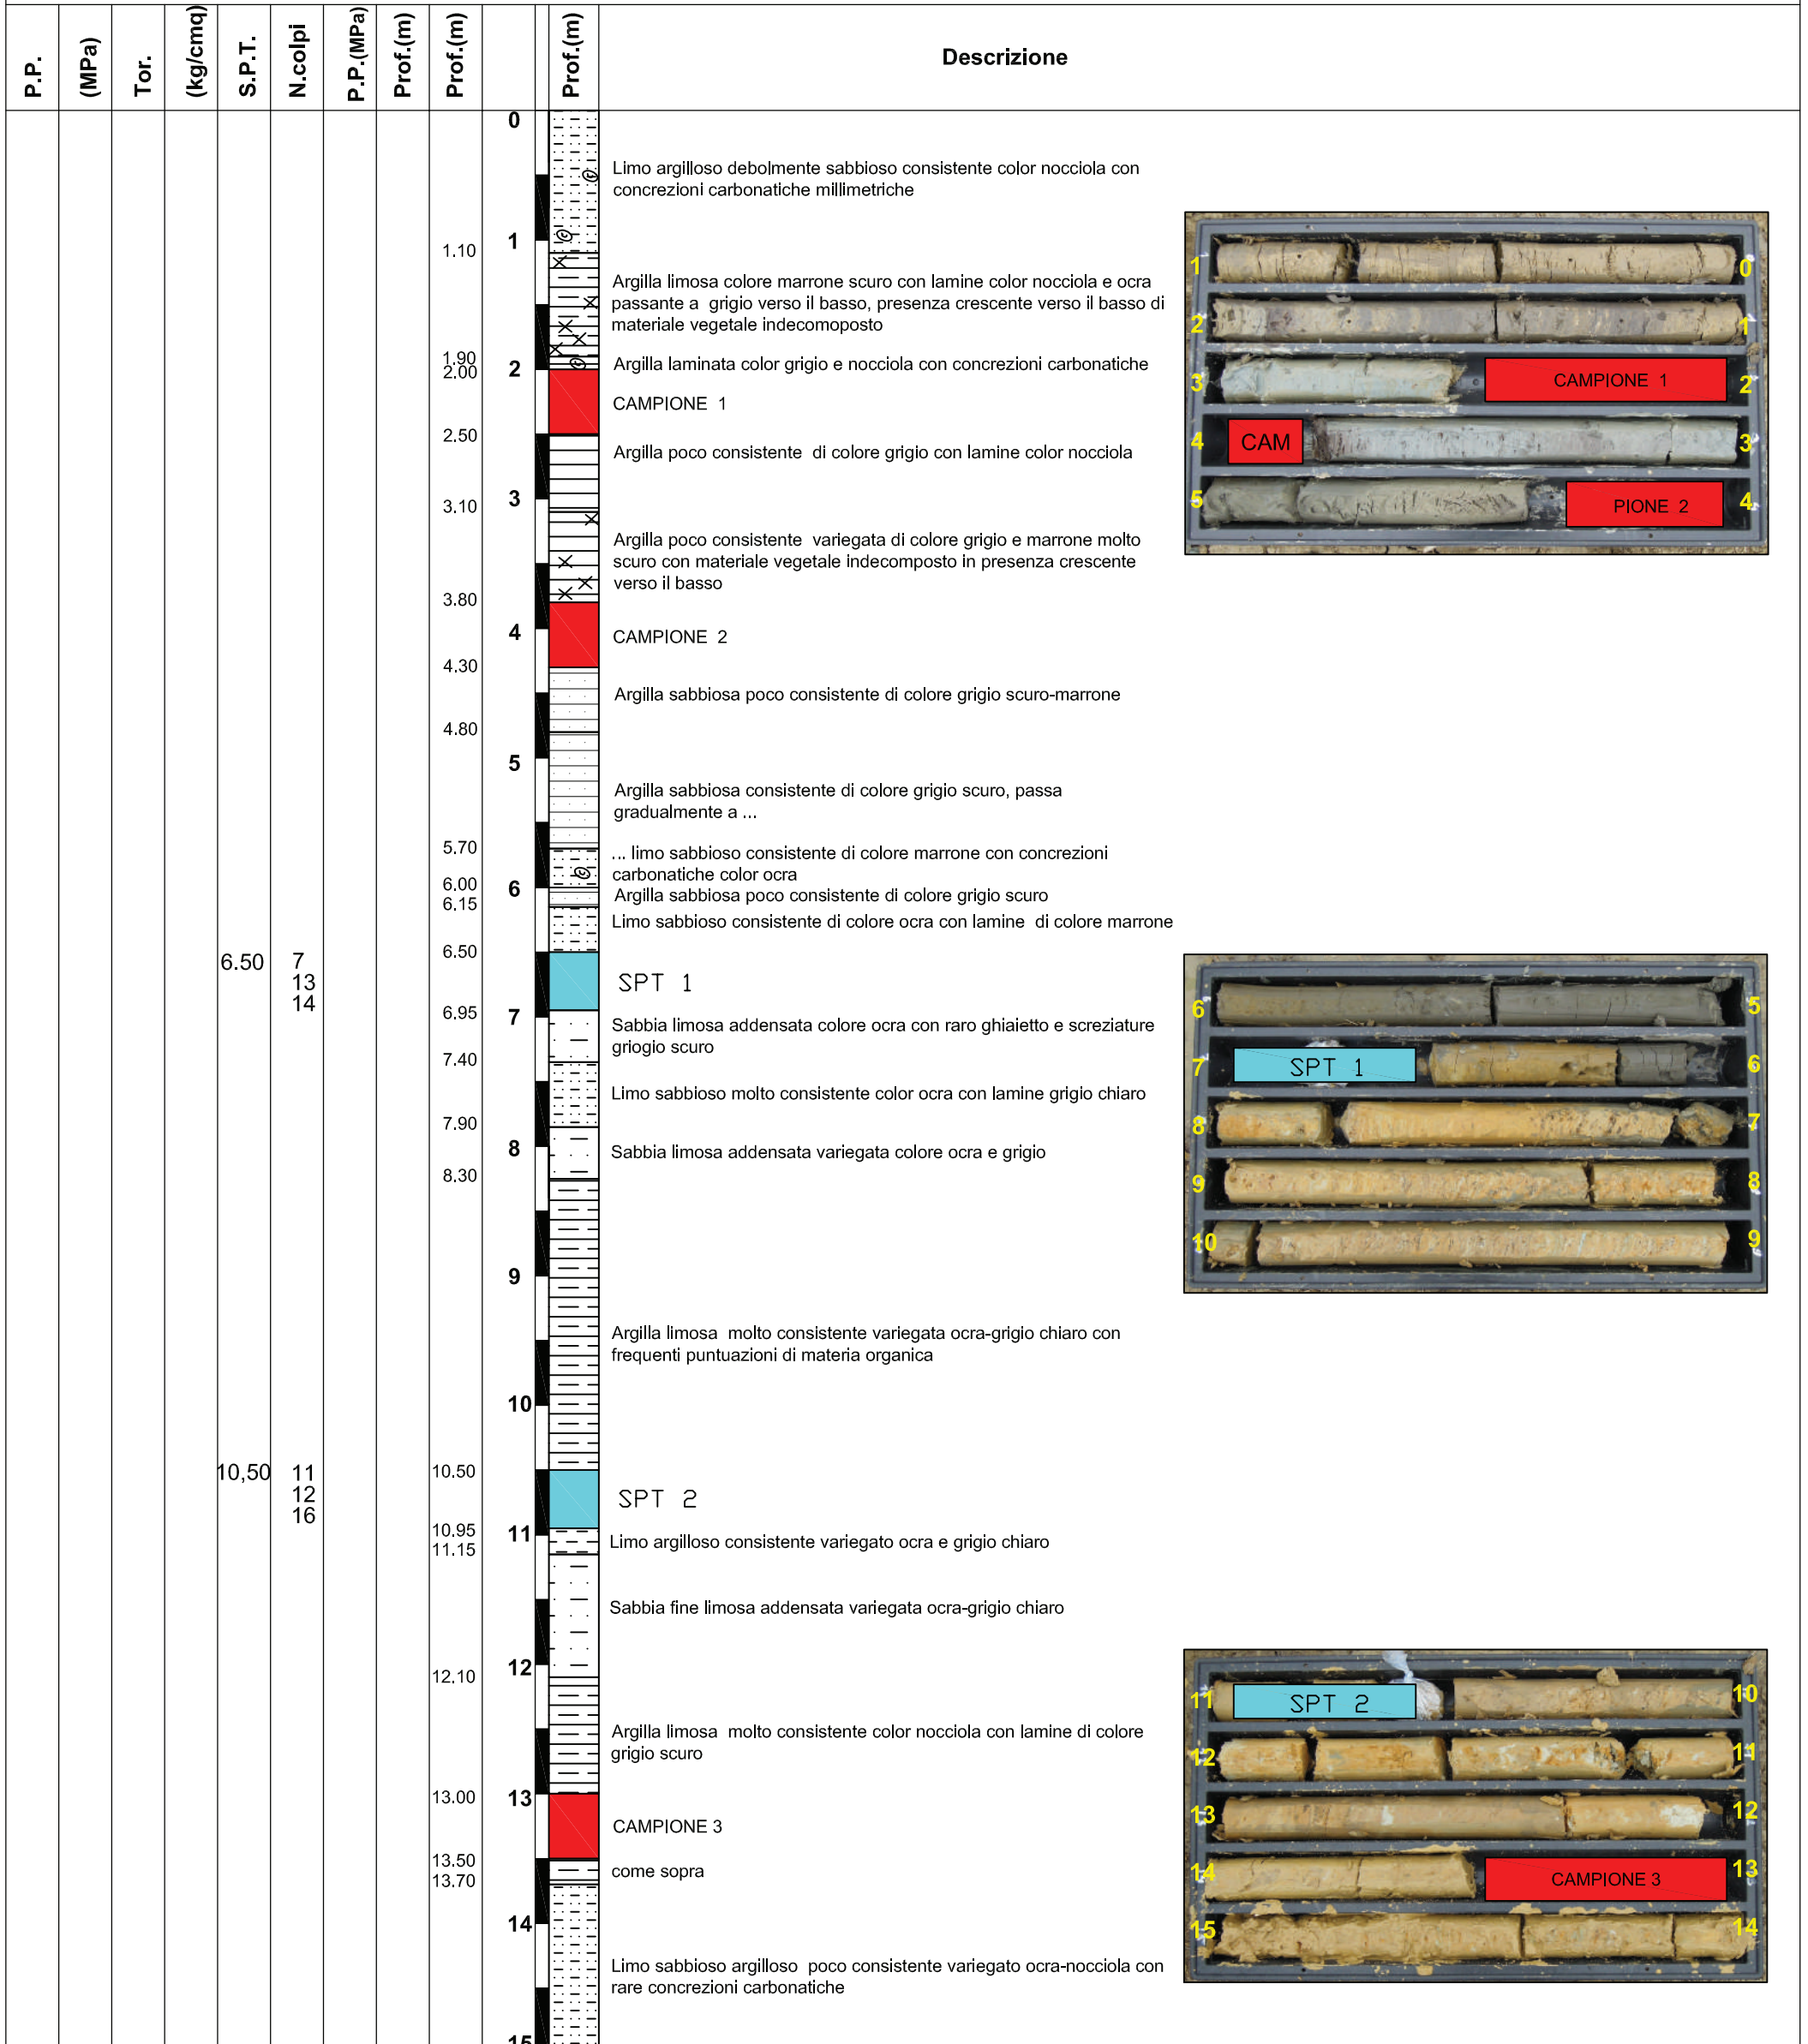 P.P.
(MPa)
Tor.
(kg/cmq)
S.P.T.
N.colpi
P.P.(MPa)
Prof.(m)
Prof.(m)
Prof.(m)
Descrizione
0
Limo argilloso debolmente sabbioso consistente color nocciola con
concrezioni carbonatiche millimetriche
1
1.10
Argilla limosa colore marrone scuro con lamine color nocciola e ocra
passante a grigio verso il basso, presenza crescente verso il basso di
materiale vegetale indecomoposto
1.90
Argilla laminata color grigio e nocciola con concrezioni carbonatiche
2.00
2
CAMPIONE 1
2.50
Argilla poco consistente di colore grigio con lamine color nocciola
3
3.10
Argilla poco consistente variegata di colore grigio e marrone molto
scuro con materiale vegetale indecomposto in presenza crescente
verso il basso
3.80
4
CAMPIONE 2
4.30
Argilla sabbiosa poco consistente di colore grigio scuro-marrone
4.80
5
Argilla sabbiosa consistente di colore grigio scuro, passa
gradualmente a ...
5.70
... limo sabbioso consistente di colore marrone con concrezioni
carbonatiche color ocra
6.00
6
Argilla sabbiosa poco consistente di colore grigio scuro
6.15
Limo sabbioso consistente di colore ocra con lamine di colore marrone
6.50
6.50
7
13
14
SPT 1
6.95
7
Sabbia limosa addensata colore ocra con raro ghiaietto e screziature
griogio scuro
7.40
Limo sabbioso molto consistente color ocra con lamine grigio chiaro
7.90
8
Sabbia limosa addensata variegata colore ocra e grigio
8.30
9
Argilla limosa molto consistente variegata ocra-grigio chiaro con
frequenti puntuazioni di materia organica
10
10,50
11
12
16
10.50
SPT 2
10.95
11
Limo argilloso consistente variegato ocra e grigio chiaro
11.15
Sabbia fine limosa addensata variegata ocra-grigio chiaro
12
12.10
Argilla limosa molto consistente color nocciola con lamine di colore
grigio scuro
13.00
13
CAMPIONE 3
13.50
come sopra
13.70
14
Limo sabbioso argilloso poco consistente variegato ocra-nocciola con
rare concrezioni carbonatiche
15
1 0
2 1
3 CAMPIONE 1 2
4 CAM 3
5 PIONE 2 4
6 5
7 SPT 1 6
8 7
9 8
10 9
11 SPT 2 10
12 11
13 12
14 CAMPIONE 3 13
15 14